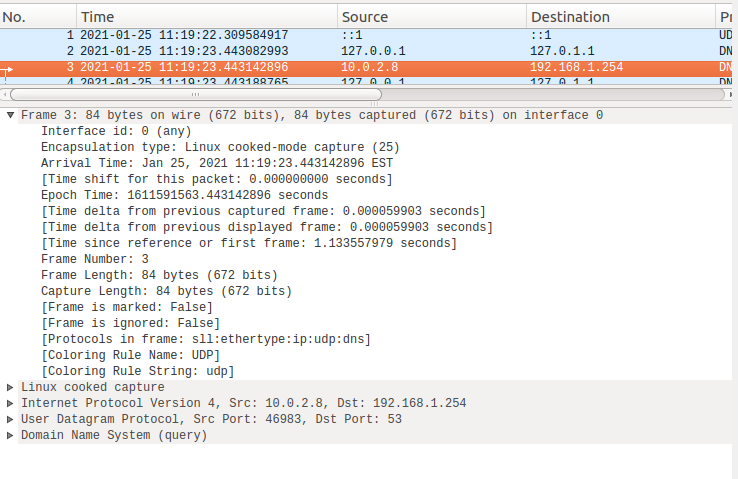 No. Time Source Destination Pr
1 2021-01-25 11:19:22.309584917 ::1 ::1 UD
2 2021-01-25 11:19:23.443082993 127.0.0.1 127.0.1.1 DN
3 2021-01-25 11:19:23.443142896 10.0.2.8 192.168.1.254 DN
4 2021-01-25 11:19:23.443188765 127.0.0.1 127.0.1.1 DN
Frame 3: 84 bytes on wire (672 bits), 84 bytes captured (672 bits) on interface 0
Interface id: 0 (any)
Encapsulation type: Linux cooked-mode capture (25)
Arrival Time: Jan 25, 2021 11:19:23.443142896 EST
[Time shift for this packet: 0.000000000 seconds]
Epoch Time: 1611591563.443142896 seconds
[Time delta from previous captured frame: 0.000059903 seconds]
[Time delta from previous displayed frame: 0.000059903 seconds]
[Time since reference or first frame: 1.133557979 seconds]
Frame Number: 3
Frame Length: 84 bytes (672 bits)
Capture Length: 84 bytes (672 bits)
[Frame is marked: False]
[Frame is ignored: False]
[Protocols in frame: sll:ethertype:ip:udp:dns]
[Coloring Rule Name: UDP]
[Coloring Rule String: udp]
Linux cooked capture
Internet Protocol Version 4, Src: 10.0.2.8, Dst: 192.168.1.254
User Datagram Protocol, Src Port: 46983, Dst Port: 53
Domain Name System (query)